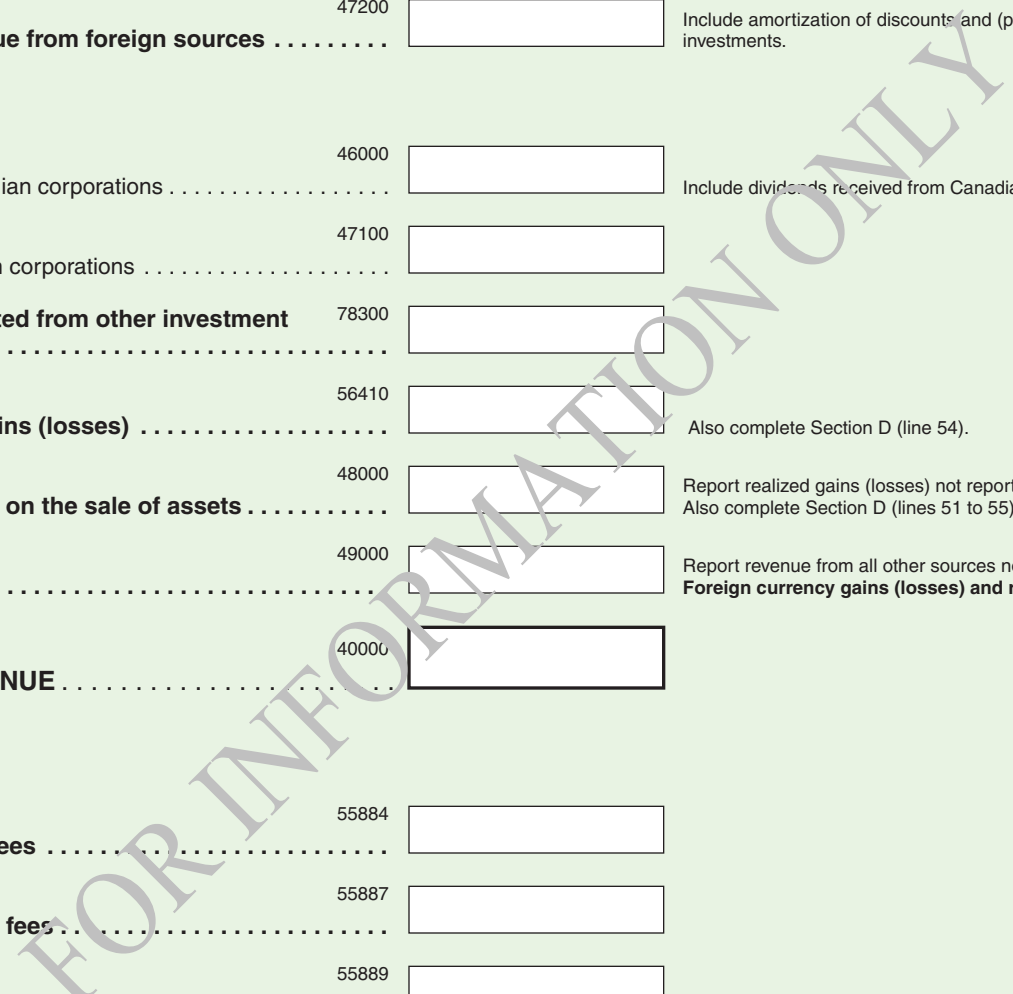 47200
ue from foreign sources . . . . . . . . . Include amortization of discounts and (p
investments.
46000
ian corporations . . . . . . . . . . . . . . . . . . Include dividends received from Canadia
47100
n corporations . . . . . . . . . . . . . . . . . . . .
ted from other investment 78300
. . . . . . . . . . . . . . . . . . . . . . . . . . . . . .
56410
ins (losses) . . . . . . . . . . . . . . . . . . . Also complete Section D (line 54).
48000 Report realized gains (losses) not report
on the sale of assets . . . . . . . . . . . Also complete Section D (lines 51 to 55)
49000 Report revenue from all other sources no
. . . . . . . . . . . . . . . . . . . . . . . . . . . . . Foreign currency gains (losses) and r
40000
NUE . . . . . . . . . . . . . . . . . . . . . . .
55884
ees . . . . . . . . . . . . . . . . . . . . . . . . . . .
55887
fees . . . . . . . . . . . . . . . . . . . . . . . . . .
55889
FOR INFORMATION ONLY